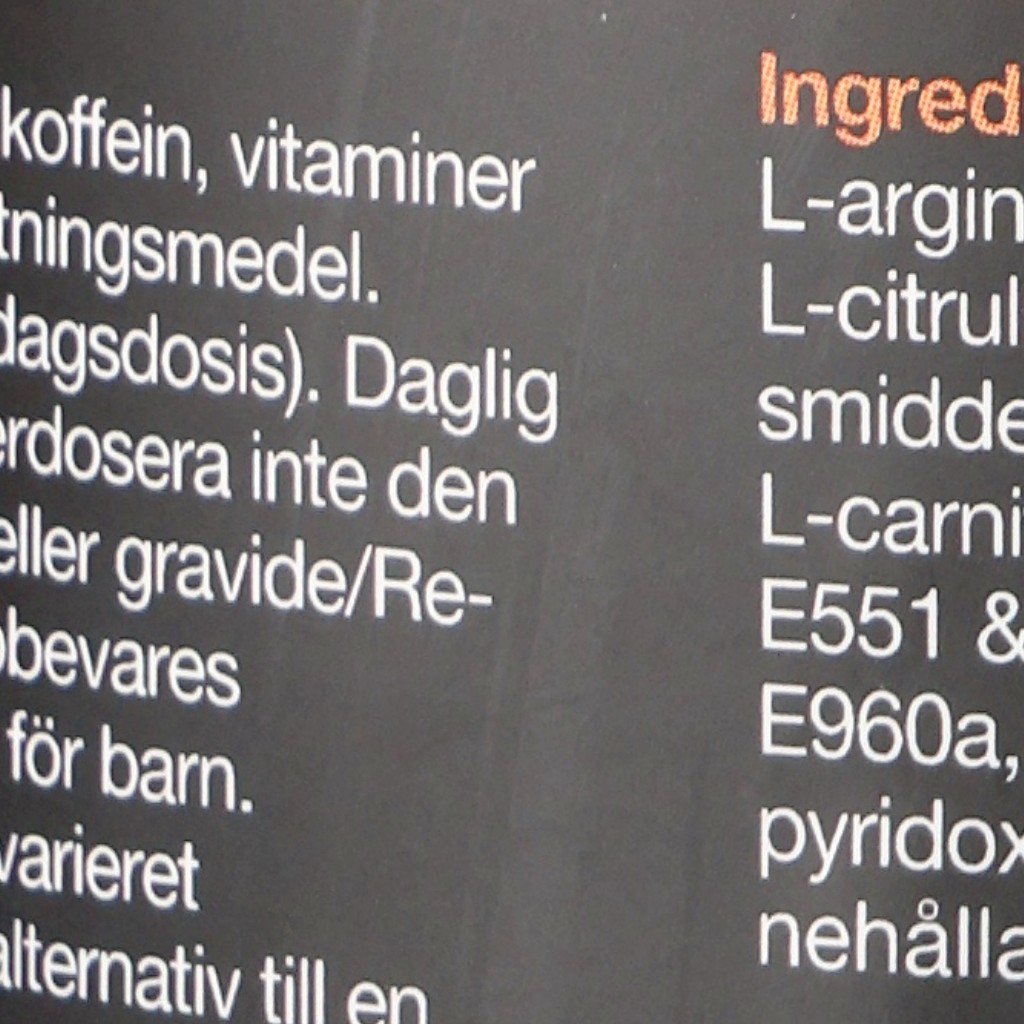 koffein, vitaminer
tningsmedel.
dagsdosis). Daglig
erdosera inte den
eller gravide/Re-
bevares
för barn.
varieret
alternativ till en
Ingred
L-argin
L-citrul
smidde
L-carni
E551 &
E960a,
pyridox
nehålla